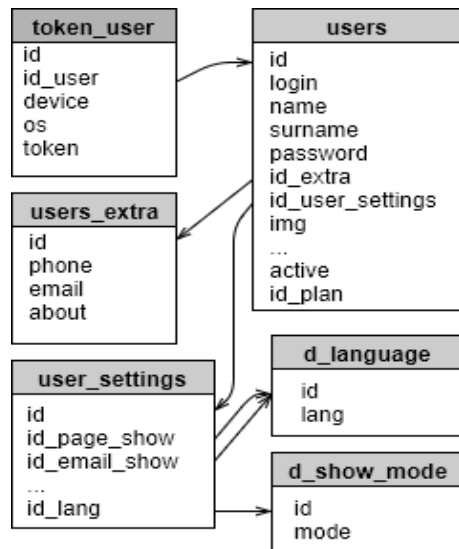 token_user
id
id_user
device
os
token
users
id
login
name
surname
password
id_extra
id_user_settings
img
...
active
id_plan
users_extra
id
phone
email
about
user_settings
id
id_page_show
id_email_show
...
id_lang
d_language
id
lang
d_show_mode
id
mode